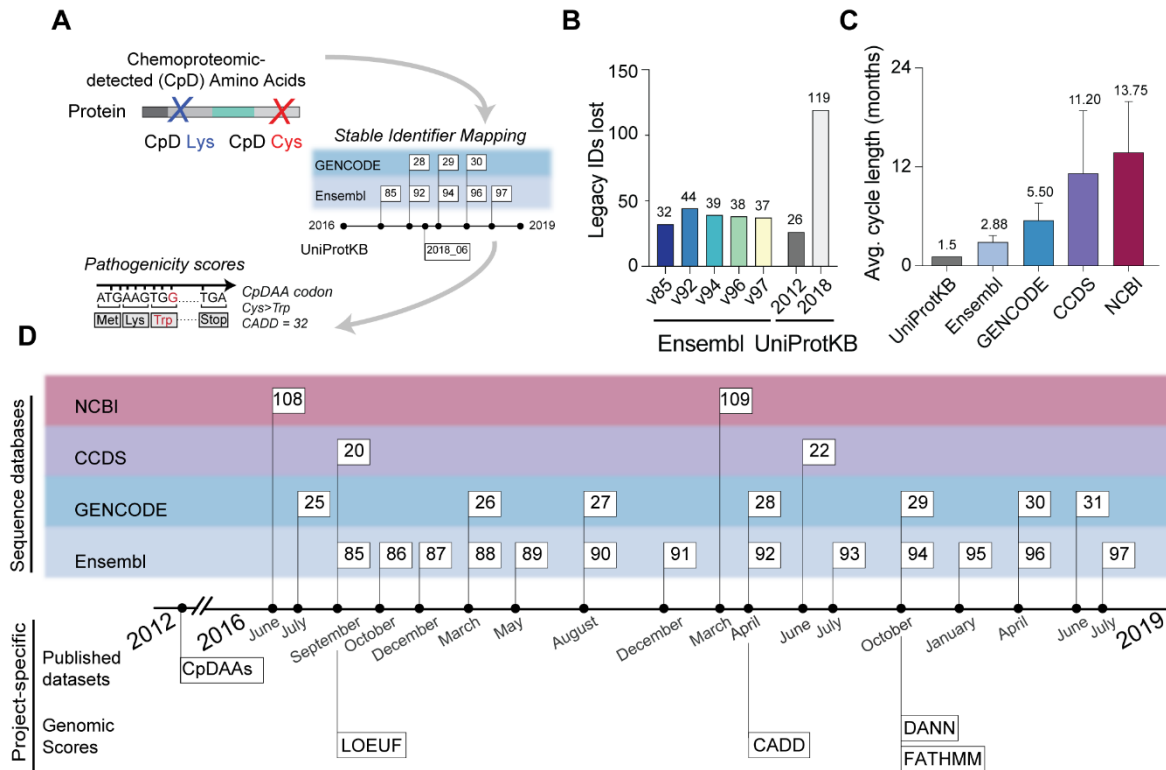 A
Chemoproteomic-
detected (CpD) Amino Acids
Protein
CpD Lys CpD Cys
Stable Identifier Mapping
GENCODE 28 29 30
Ensembl 85 92 94 96 97
2016 2019
UniProtKB 2018_06
Pathogenicity scores
ATGAAGTGG......TGA
Met Lys Trp Stop
CpDAA codon
Cys>Trp
CADD = 32
B
Legacy IDs lost
150
100
50
0
32 44 39 38 37 26 119
v85 v92 v94 v96 v97 2012 2018
Ensembl UniProtKB
C
Avg. cycle length (months)
24
12
0
1.5 2.88 5.50 11.20 13.75
UniProtKB Ensembl GENCODE CCDS NCBI
D
Sequence databases
NCBI 108 109
CCDS 20 22
GENCODE 25 26 27 28 29 30 31
Ensembl 85 86 87 88 89 90 91 92 93 94 95 96 97
2012 2016 June July September October December March May August December March April June July October January April June July 2019
Project-specific
Published
datasets
CpDAAs
Genomic
Scores
LOEUF CADD DANN
FATHMM